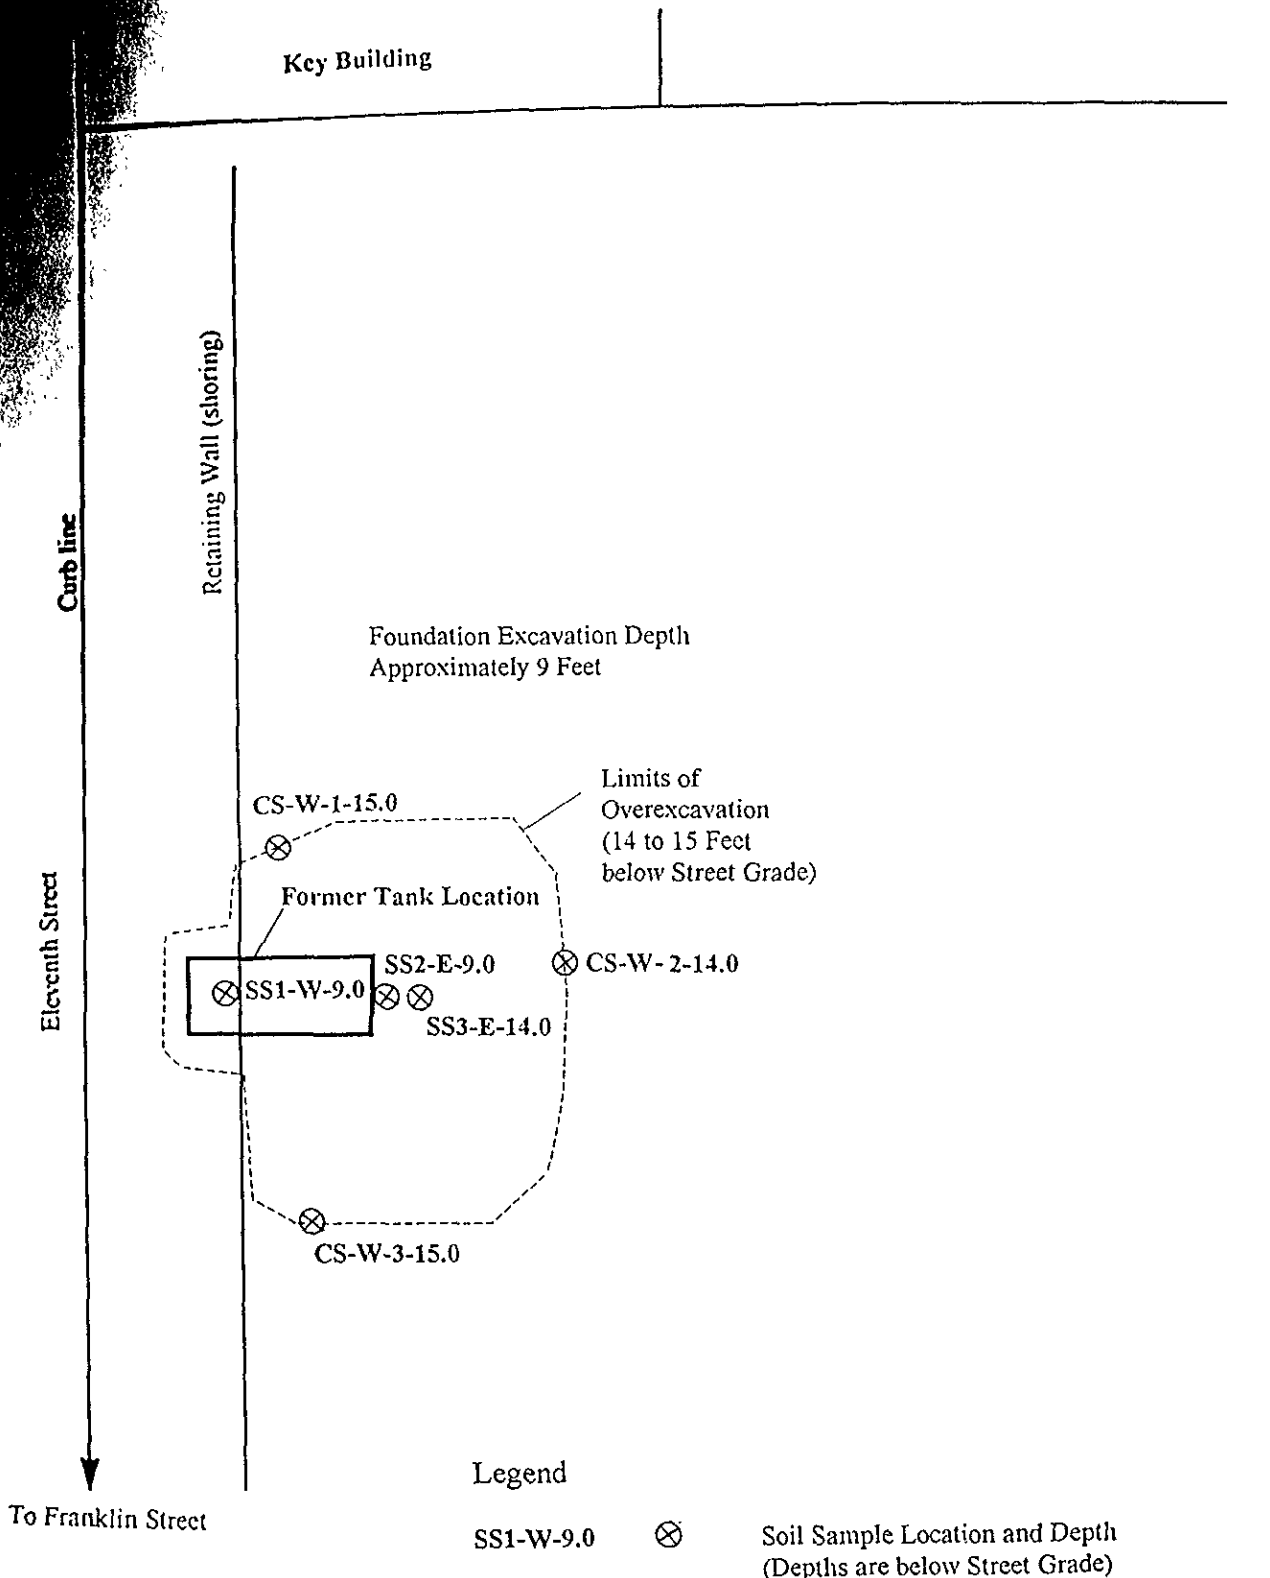 Key Building
Retaining Wall (shoring)
Curb line
Foundation Excavation Depth
Approximately 9 Feet
Limits of
Overexcavation
(14 to 15 Feet
below Street Grade)
CS-W-1-15.0
Former Tank Location
Eleventh Street
SS2-E-9.0
CS-W- 2-14.0
SS1-W-9.0
SS3-E-14.0
CS-W-3-15.0
Legend
To Franklin Street
SS1-W-9.0
Soil Sample Location and Depth
(Depths are below Street Grade)